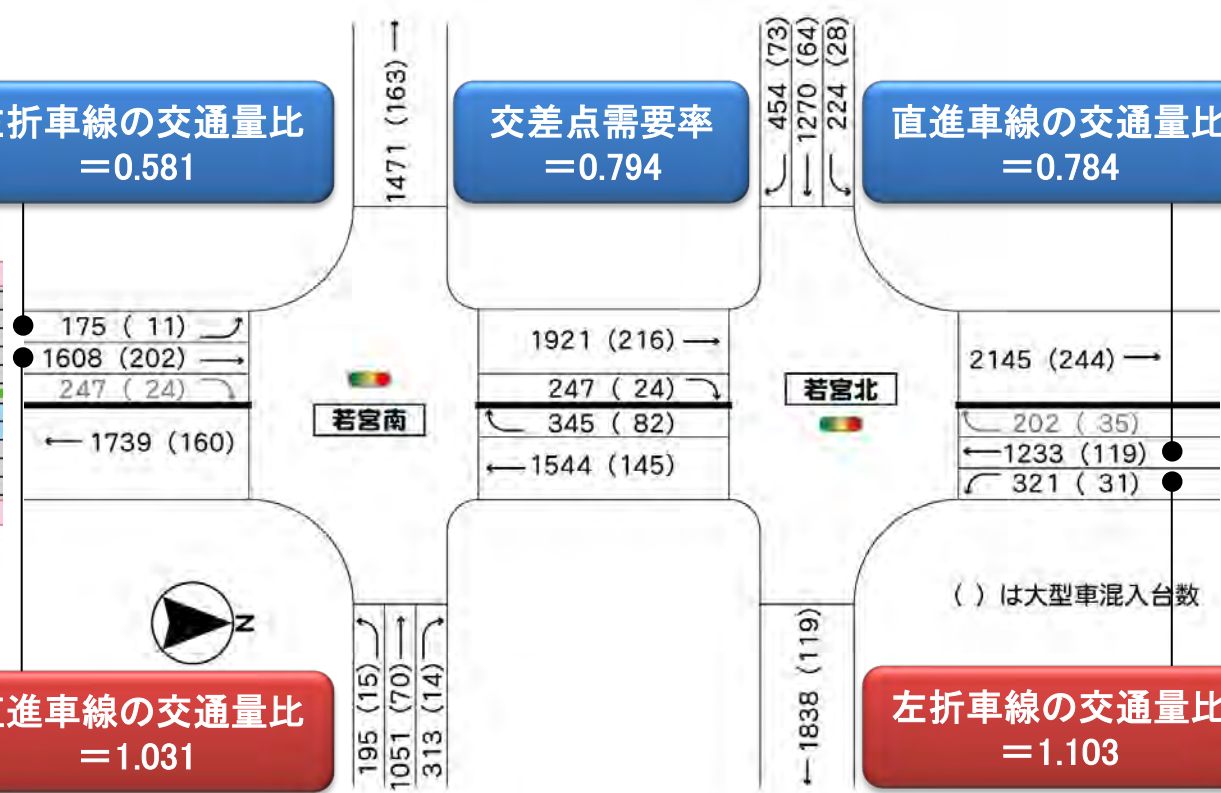 折車線の交通量比
＝0.581
交差点需要率
＝0.794
直進車線の交通量比
＝0.784
1471 (163)
454 (73)
1270 (64)
224 (28)
175 ( 11)
1608 (202)
247 ( 24)
1739 (160)
若宮南
1921 (216)
247 ( 24)
345 ( 82)
1544 (145)
若宮北
2145 (244)
202 ( 35)
1233 (119)
321 ( 31)
N
( ) は大型車混入台数
195 (15)
1051 (70)
313 (14)
1838 (119)
進車線の交通量比
＝1.031
左折車線の交通量比
＝1.103